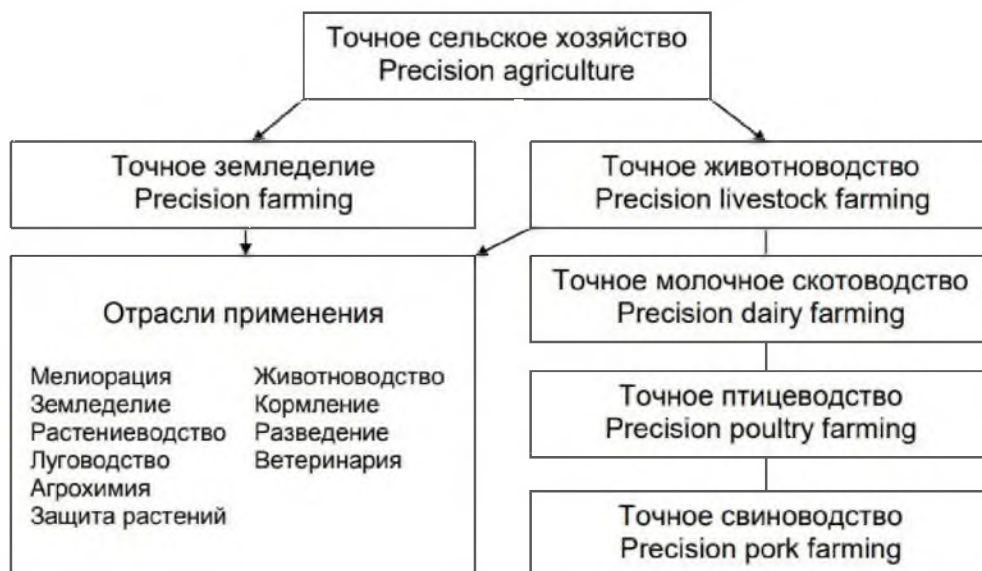 Точное сельское хозяйство
Precision agriculture
Точное земледелие
Precision farming
Точное животноводство
Precision livestock farming
Отрасли применения
Мелиорация
Земледелие
Растениеводство
Луговодство
Агрохимия
Защита растений
Животноводство
Кормление
Разведение
Ветеринария
Точное молочное скотоводство
Precision dairy farming
Точное птицеводство
Precision poultry farming
Точное свиноводство
Precision pork farming